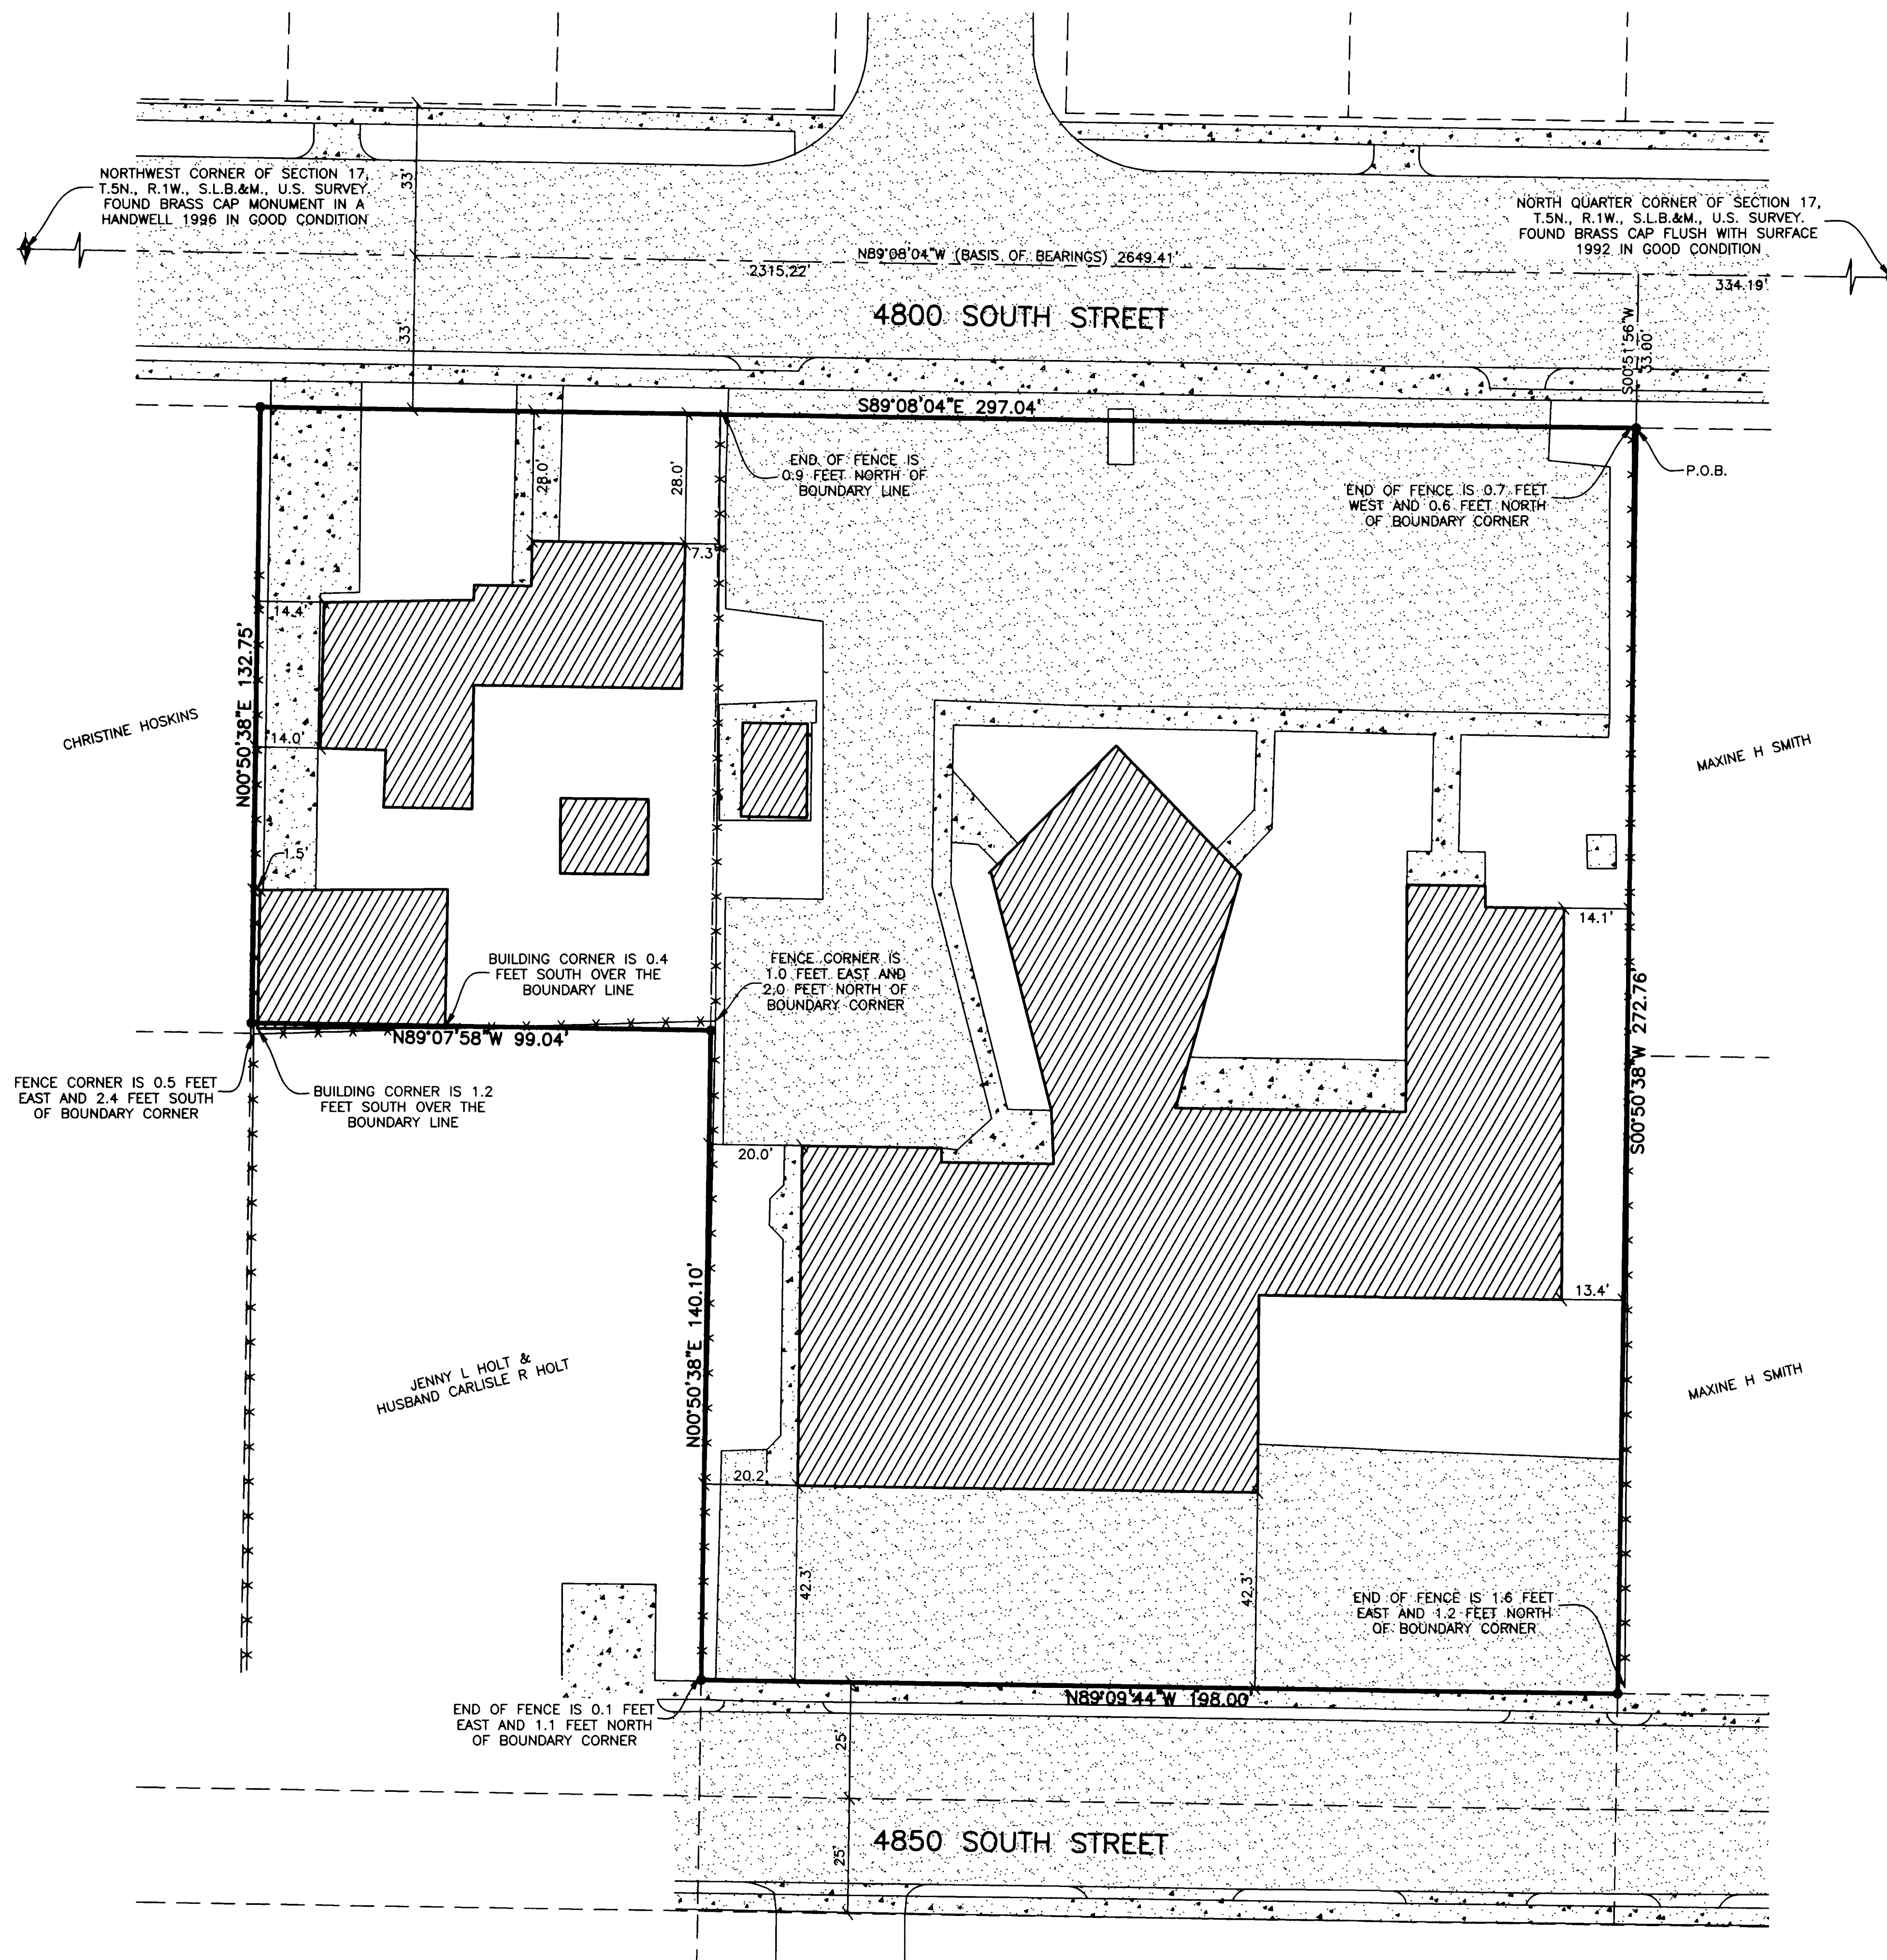 NORTHWEST CORNER OF SECTION 17,
T.5N., R.1W., S.L.B.&M., U.S. SURVEY.
FOUND BRASS CAP MONUMENT IN A
HANDWELL 1996 IN GOOD CONDITION
33'
NORTH QUARTER CORNER OF SECTION 17,
T.5N., R.1W., S.L.B.&M., U.S. SURVEY.
FOUND BRASS CAP FLUSH WITH SURFACE
1992 IN GOOD CONDITION
N89°08'04"W (BASIS OF BEARINGS) 2649.41'
2315.22'
334.19'
4800 SOUTH STREET
33'
S00°51'56"W
33.00'
S89°08'04"E 297.04'
END OF FENCE IS
0.9 FEET NORTH OF
BOUNDARY LINE
28.0'
28.0'
P.O.B.
END OF FENCE IS 0.7 FEET
WEST AND 0.6 FEET NORTH
OF BOUNDARY CORNER
7.3'
14.4'
N00°50'38"E 132.75'
CHRISTINE HOSKINS
14.0'
MAXINE H SMITH
1.5'
14.1'
BUILDING CORNER IS 0.4
FEET SOUTH OVER THE
BOUNDARY LINE
FENCE CORNER IS
1.0 FEET EAST AND
2.0 FEET NORTH OF
BOUNDARY CORNER
S00°50'38"W 272.76'
N89°07'58"W 99.04'
FENCE CORNER IS 0.5 FEET
EAST AND 2.4 FEET SOUTH
OF BOUNDARY CORNER
BUILDING CORNER IS 1.2
FEET SOUTH OVER THE
BOUNDARY LINE
20.0'
13.4'
N00°50'38"E 140.10'
JENNY L HOLT &
HUSBAND CARLISLE R HOLT
MAXINE H SMITH
20.2'
42.3'
42.3'
END OF FENCE IS 1.6 FEET
EAST AND 1.2 FEET NORTH
OF BOUNDARY CORNER
N89°09'44"W 198.00'
END OF FENCE IS 0.1 FEET
EAST AND 1.1 FEET NORTH
OF BOUNDARY CORNER
25'
4850 SOUTH STREET
25'